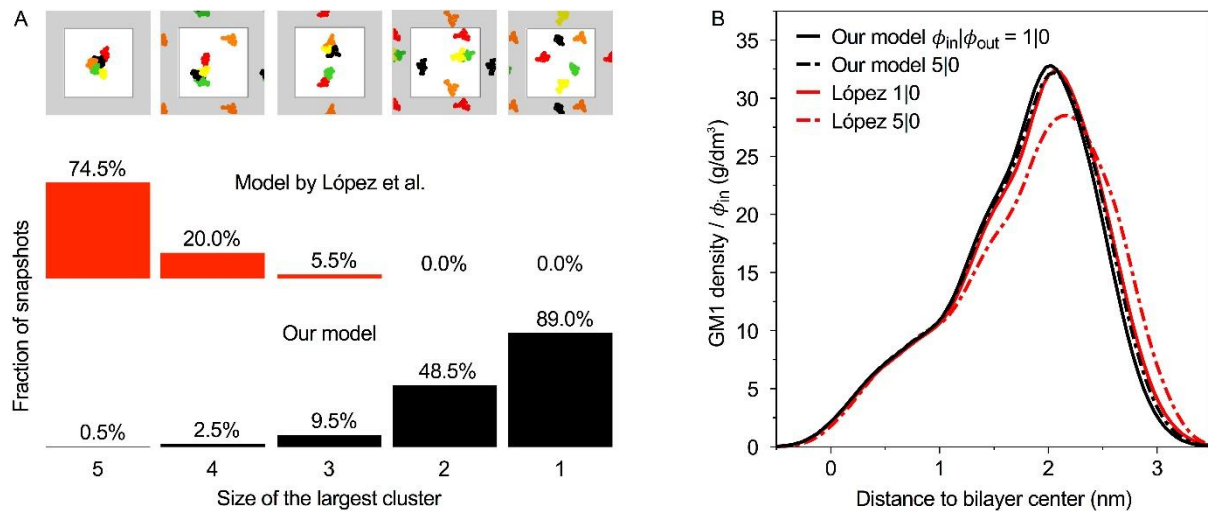 A
74.5%
Model by López et al.
20.0%
5.5%
0.0%
0.0%
Our model
89.0%
48.5%
9.5%
2.5%
0.5%
Fraction of snapshots
5
4
3
2
1
Size of the largest cluster
B
Our model ϕin|ϕout = 1|0
Our model 5|0
López 1|0
López 5|0
GM1 density / ϕin (g/dm³)
35
30
25
20
15
10
5
0
0
1
2
3
Distance to bilayer center (nm)